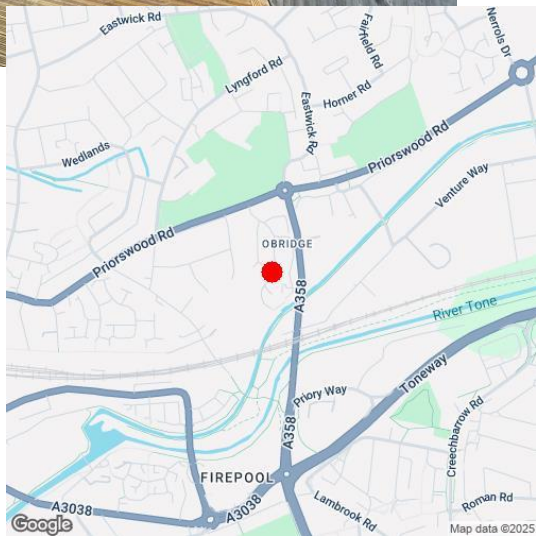 Eastwick Rd
Nerrols Dr
Fairfield Rd
Lyngford Rd
Horner Rd
Eastwick Rd
Wedlands
Priorswood Rd
Venture Way
Priorswood Rd
OBRIDGE
A358
River Tone
Toneway
Priory Way
A358
Creechbarrow Rd
FIREPOOL
A3038
A3038
Lambrook Rd
Roman Rd
Google
Map data ©2025